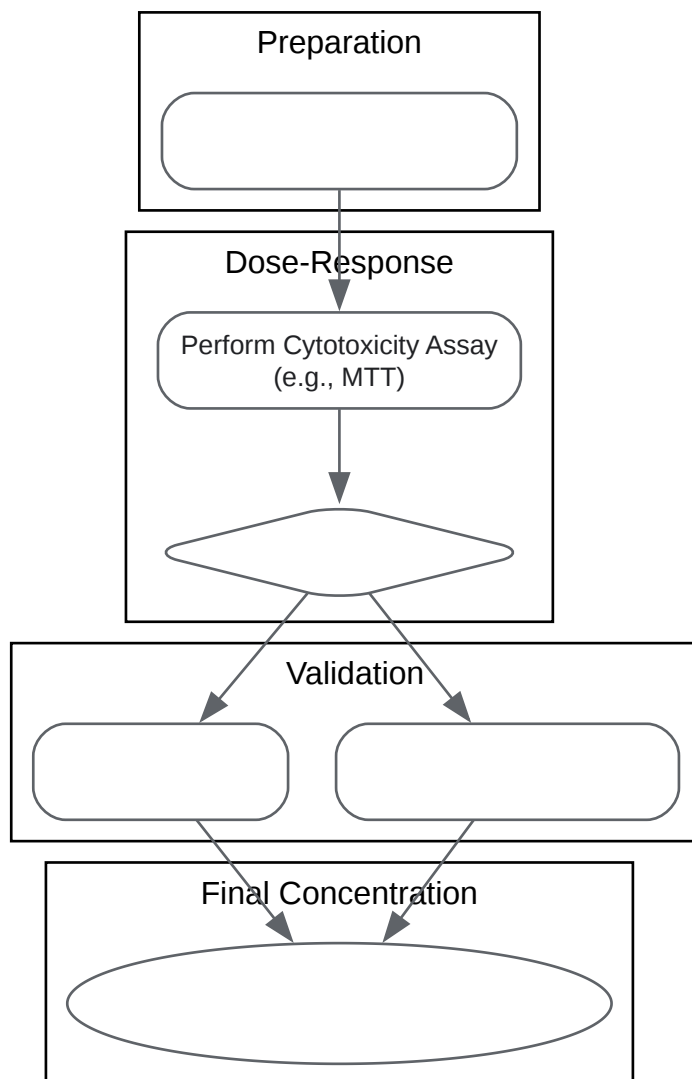 Preparation
Dose-Response
Perform Cytotoxicity Assay
(e.g., MTT)
Validation
Final Concentration